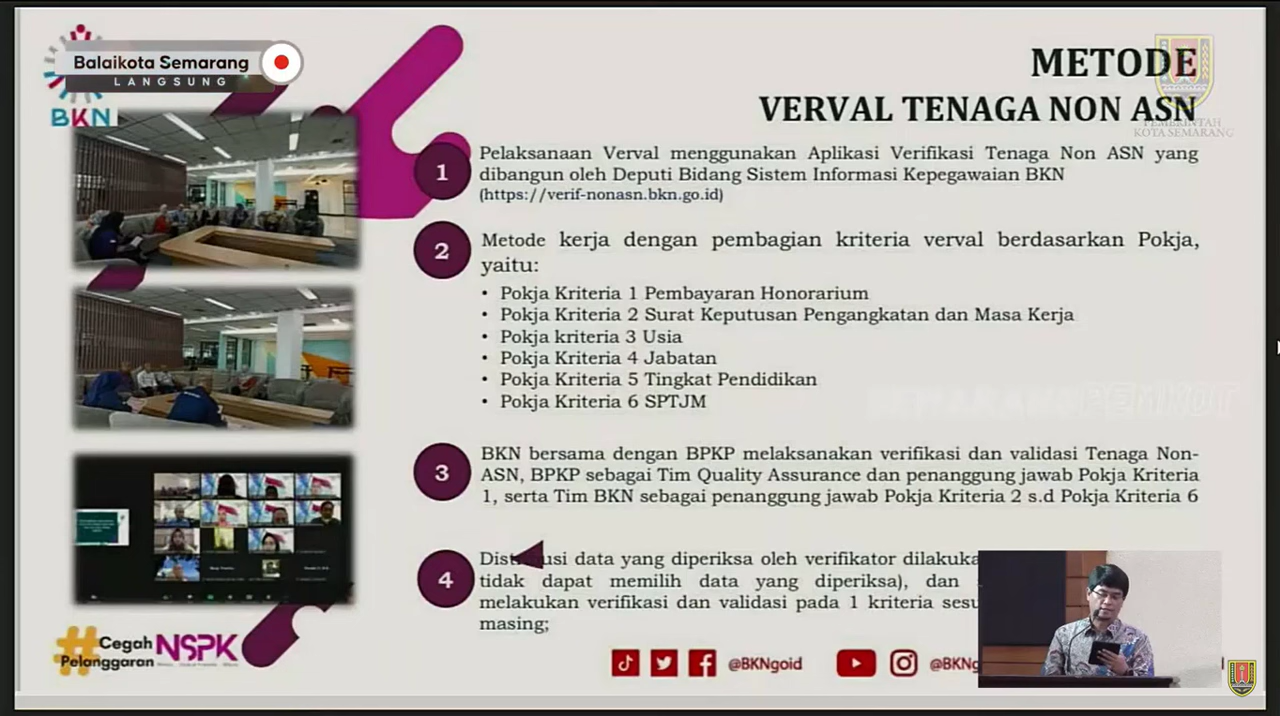 Balaikota Semarang
LANGSUNG
BKN
METODE
VERVAL TENAGA NON ASN
PEMERINTAH
KOTA SEMARANG
1
Pelaksanaan Verval menggunakan Aplikasi Verifikasi Tenaga Non ASN yang
dibangun oleh Deputi Bidang Sistem Informasi Kepegawaian BKN
(https://verif-nonasn.bkn.go.id)
2
Metode kerja dengan pembagian kriteria verval berdasarkan Pokja,
yaitu:
• Pokja Kriteria 1 Pembayaran Honorarium
• Pokja Kriteria 2 Surat Keputusan Pengangkatan dan Masa Kerja
• Pokja kriteria 3 Usia
• Pokja Kriteria 4 Jabatan
• Pokja Kriteria 5 Tingkat Pendidikan
• Pokja Kriteria 6 SPTJM
SEMARANGPEMKOT
3
BKN bersama dengan BPKP melaksanakan verifikasi dan validasi Tenaga Non-
ASN, BPKP sebagai Tim Quality Assurance dan penanggung jawab Pokja Kriteria
1, serta Tim BKN sebagai penanggung jawab Pokja Kriteria 2 s.d Pokja Kriteria 6
4
data yang diperiksa oleh verifikator
tidak dapat memilih data yang diperiksa), dan
melakukan verifikasi dan validasi pada 1 kriteria
masing;
#Cegah
Pelanggaran
NSPK
@BKNgoid